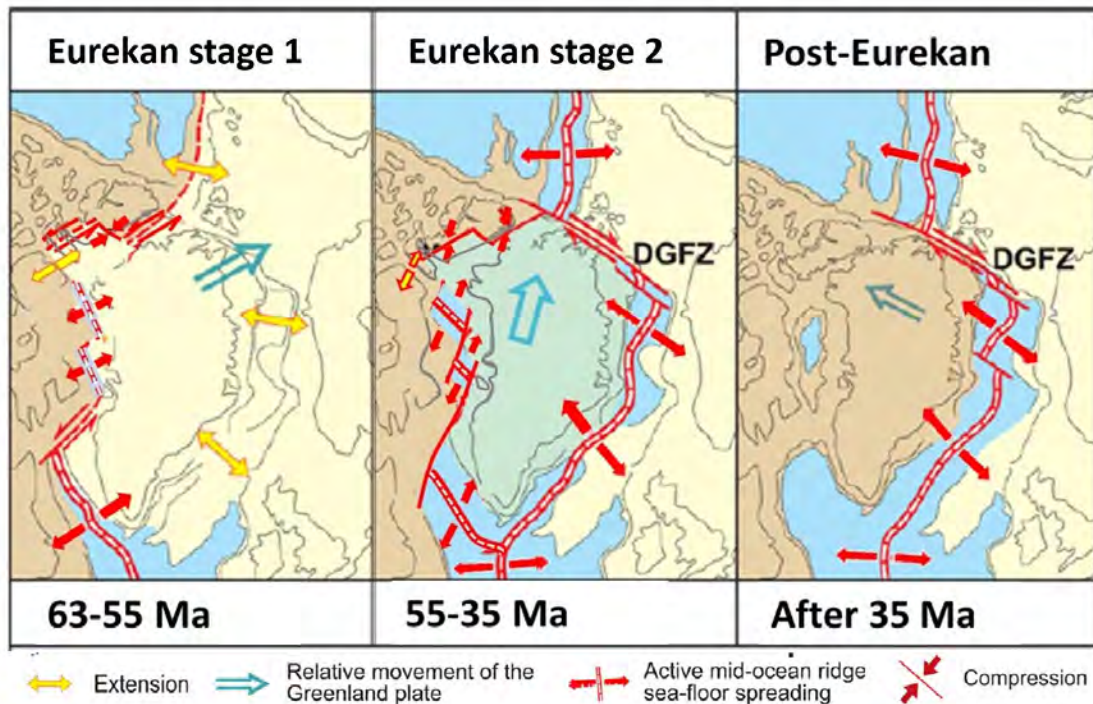 Eurekan stage 1
Eurekan stage 2
Post-Eurekan
DGFZ
DGFZ
63-55 Ma
55-35 Ma
After 35 Ma
Extension
Relative movement of the
Greenland plate
Active mid-ocean ridge
sea-floor spreading
Compression